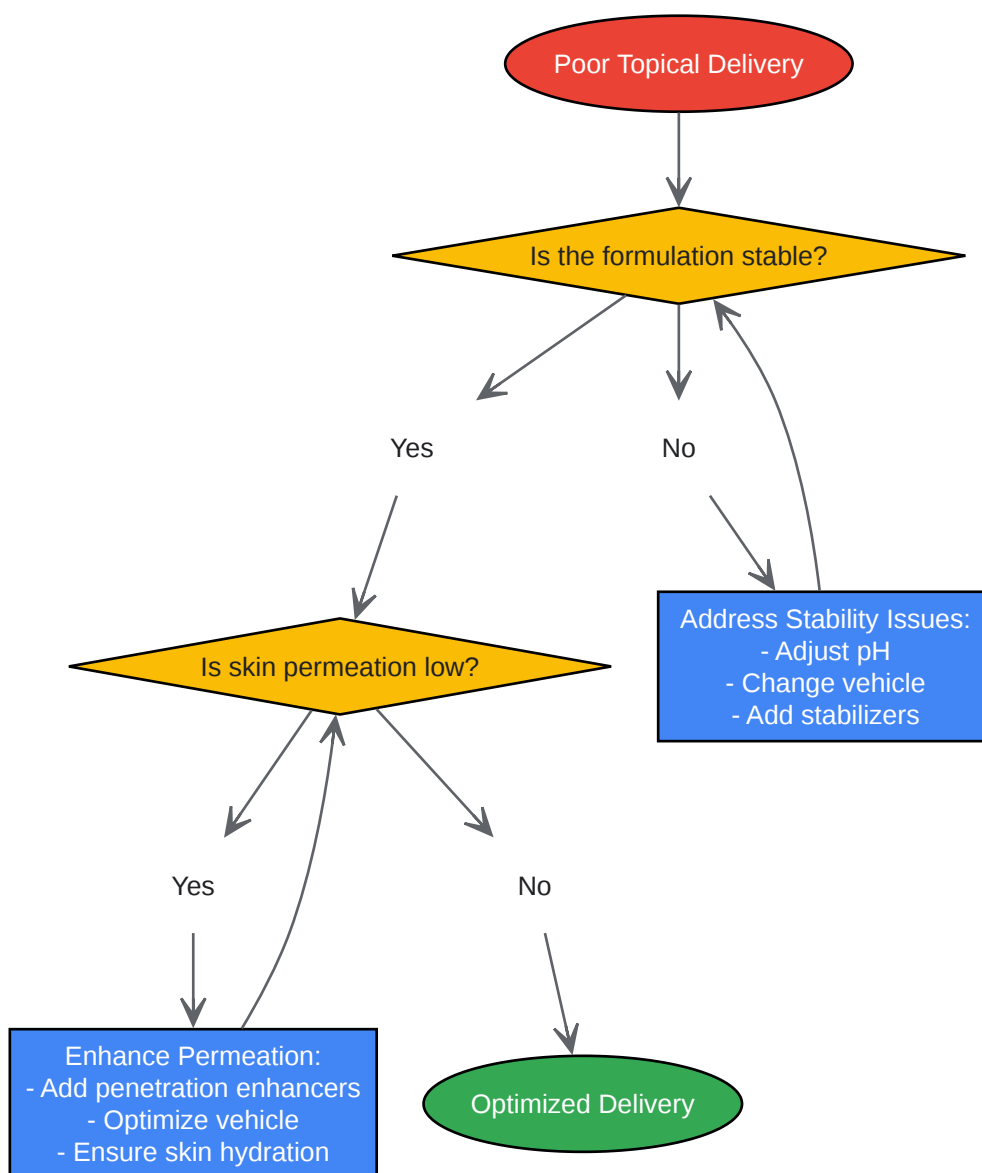 Poor Topical Delivery
Is the formulation stable?
Yes
No
Address Stability Issues:
- Adjust pH
- Change vehicle
- Add stabilizers
Is skin permeation low?
Yes
No
Enhance Permeation:
- Add penetration enhancers
- Optimize vehicle
- Ensure skin hydration
Optimized Delivery